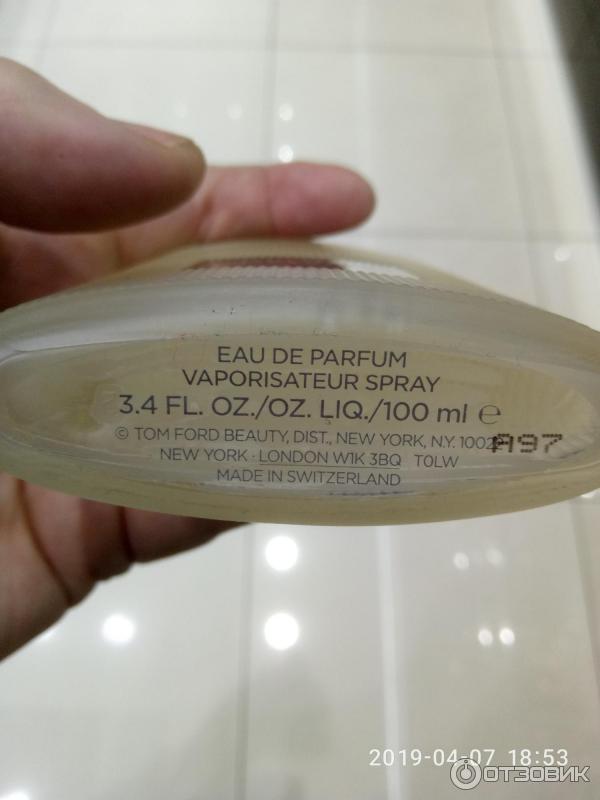 EAU DE PARFUM
VAPORISATEUR SPRAY
3.4 FL. OZ./OZ. LIQ./100 ml ℮
© TOM FORD BEAUTY, DIST., NEW YORK, N.Y. 1002 A97
NEW YORK · LONDON W1K 3BQ T0LW
MADE IN SWITZERLAND
2019-04-07 18:53
ОТЗОВИК